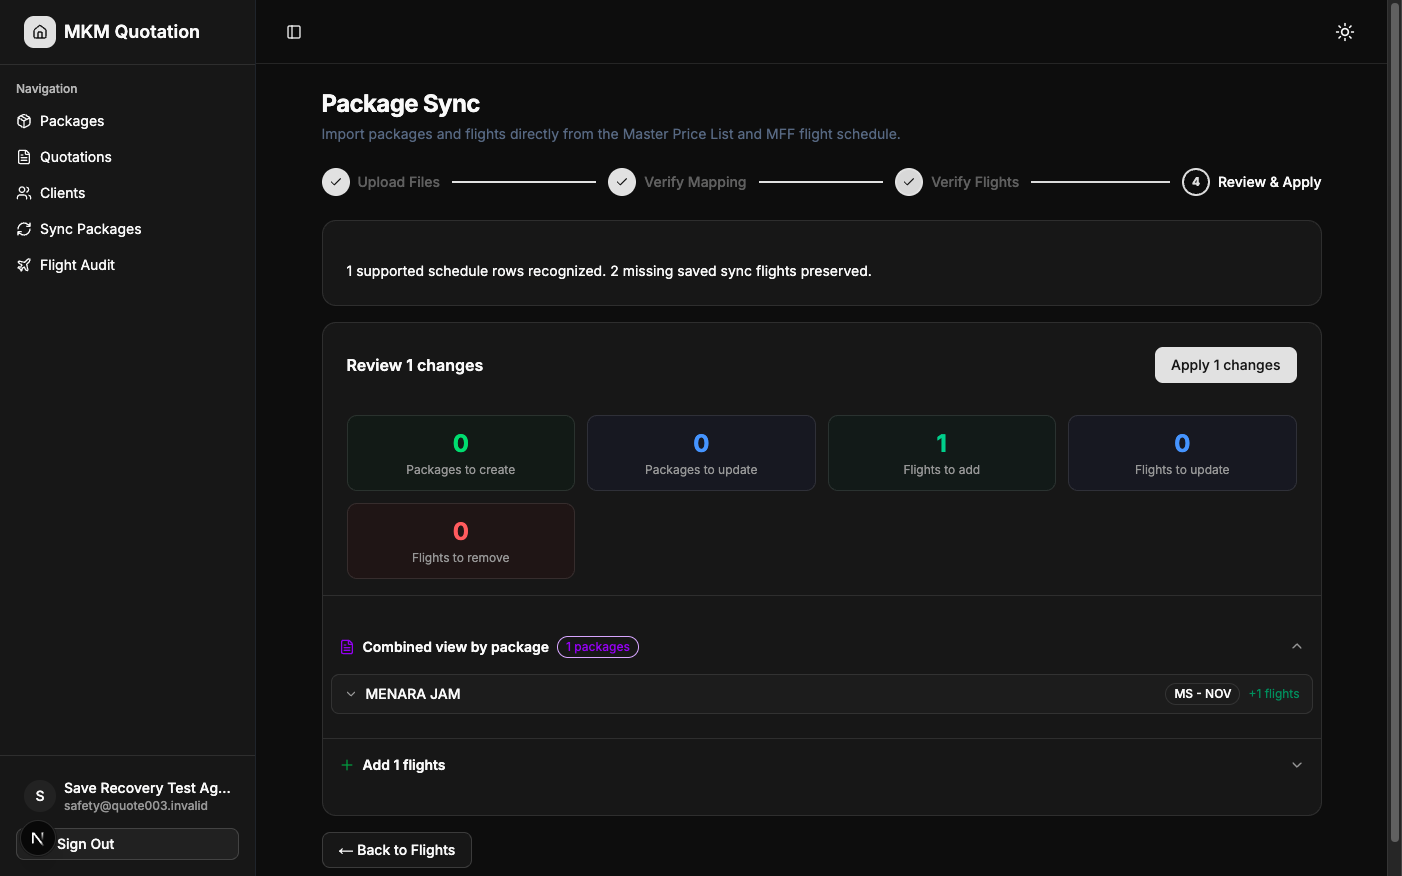 MKM Quotation
Navigation
Packages
Quotations
Clients
Sync Packages
Flight Audit
Save Recovery Test Ag...
S
safety@quote003.invalid
N
Sign Out
Package Sync
Import packages and flights directly from the Master Price List and MFF flight schedule.
Upload Files
Verify Mapping
Verify Flights
4 Review & Apply
1 supported schedule rows recognized. 2 missing saved sync flights preserved.
Review 1 changes
Apply 1 changes
0
Packages to create
0
Packages to update
1
Flights to add
0
Flights to update
0
Flights to remove
Combined view by package 1 packages
MENARA JAM MS - NOV +1 flights
Add 1 flights
← Back to Flights